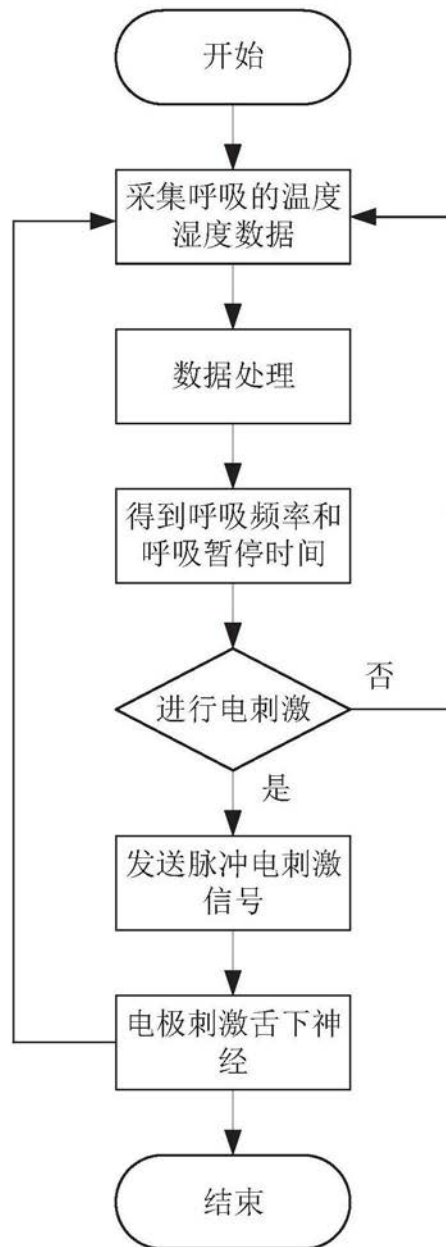 开始
采集呼吸的温度
湿度数据
数据处理
得到呼吸频率和
呼吸暂停时间
进行电刺激
否
是
发送脉冲电刺激
信号
电极刺激舌下神
经
结束